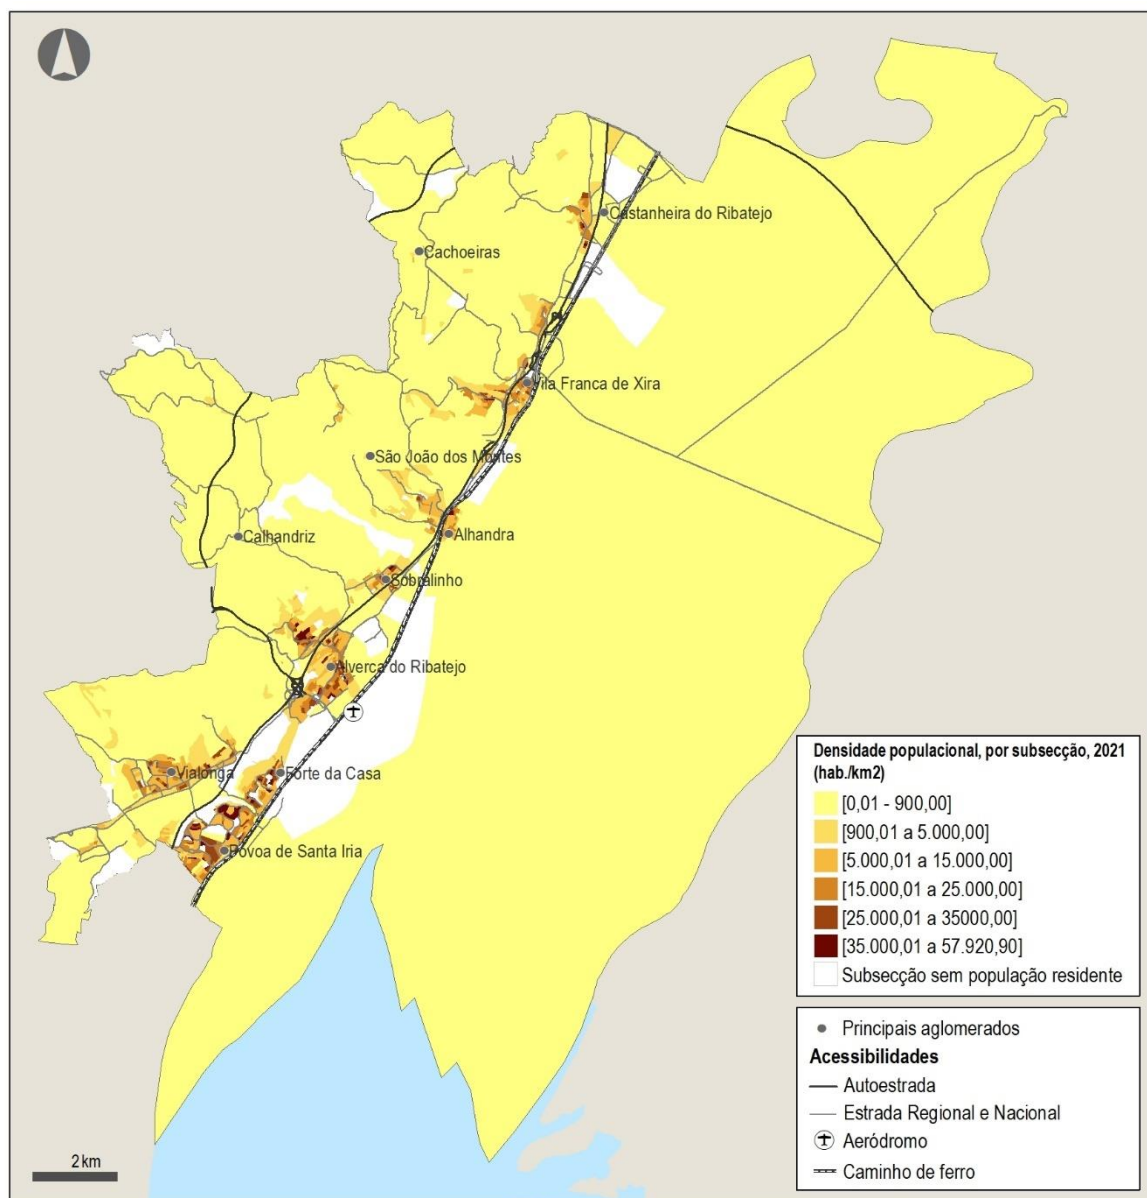 Castanheira do Ribatejo
Cachoeiras
Vila Franca de Xira
São João dos Montes
Alhandra
Calhandriz
Sobralinho
Alverca do Ribatejo
Vialonga
Forte da Casa
Póvoa de Santa Iria
Densidade populacional, por subsecção, 2021
(hab./km2)
[0,01 - 900,00]
[900,01 a 5.000,00]
[5.000,01 a 15.000,00]
[15.000,01 a 25.000,00]
[25.000,01 a 35000,00]
[35.000,01 a 57.920,90]
Subsecção sem população residente
Principais aglomerados
Acessibilidades
Autoestrada
Estrada Regional e Nacional
Aeródromo
Caminho de ferro
2 km